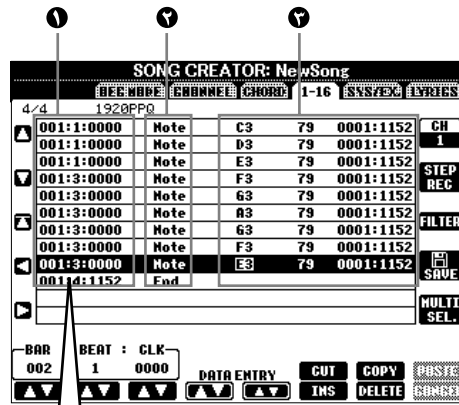 1 2 3
SONG CREATOR: NewSong
REC MODE CHANNEL CHORD 1-16 SYS/EX. LYRICS
4/4 1920PPQ
001:1:0000 Note C3 79 0001:1152 CH
001:1:0000 Note D3 79 0001:1152 1
001:1:0000 Note E3 79 0001:1152
001:3:0000 Note F3 79 0001:1152 STEP
001:3:0000 Note G3 79 0001:1152 REC
001:3:0000 Note A3 79 0001:1152
001:3:0000 Note G3 79 0001:1152 FILTER
001:3:0000 Note F3 79 0001:1152
001:3:0000 Note E3 79 0001:1152
001:4:1152 End SAVE
MULTI
SEL.
BAR BEAT : CLK
002 1 0000 DATA ENTRY
CUT COPY PASTE
INS DELETE CANCEL